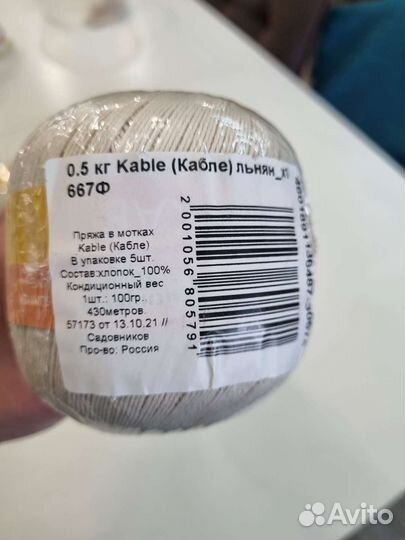 0.5 кг Kable (Кабле) льнян_хл
667Ф
Пряжа в мотках
Kable (Кабле)
В упаковке 5шт.
Состав:хлопок_100%
Кондиционный вес
1шт.: 100гр.,
430метров
57173 от 13.10.21 //
Садовников
Про-во: Россия
2001056805791
Avito